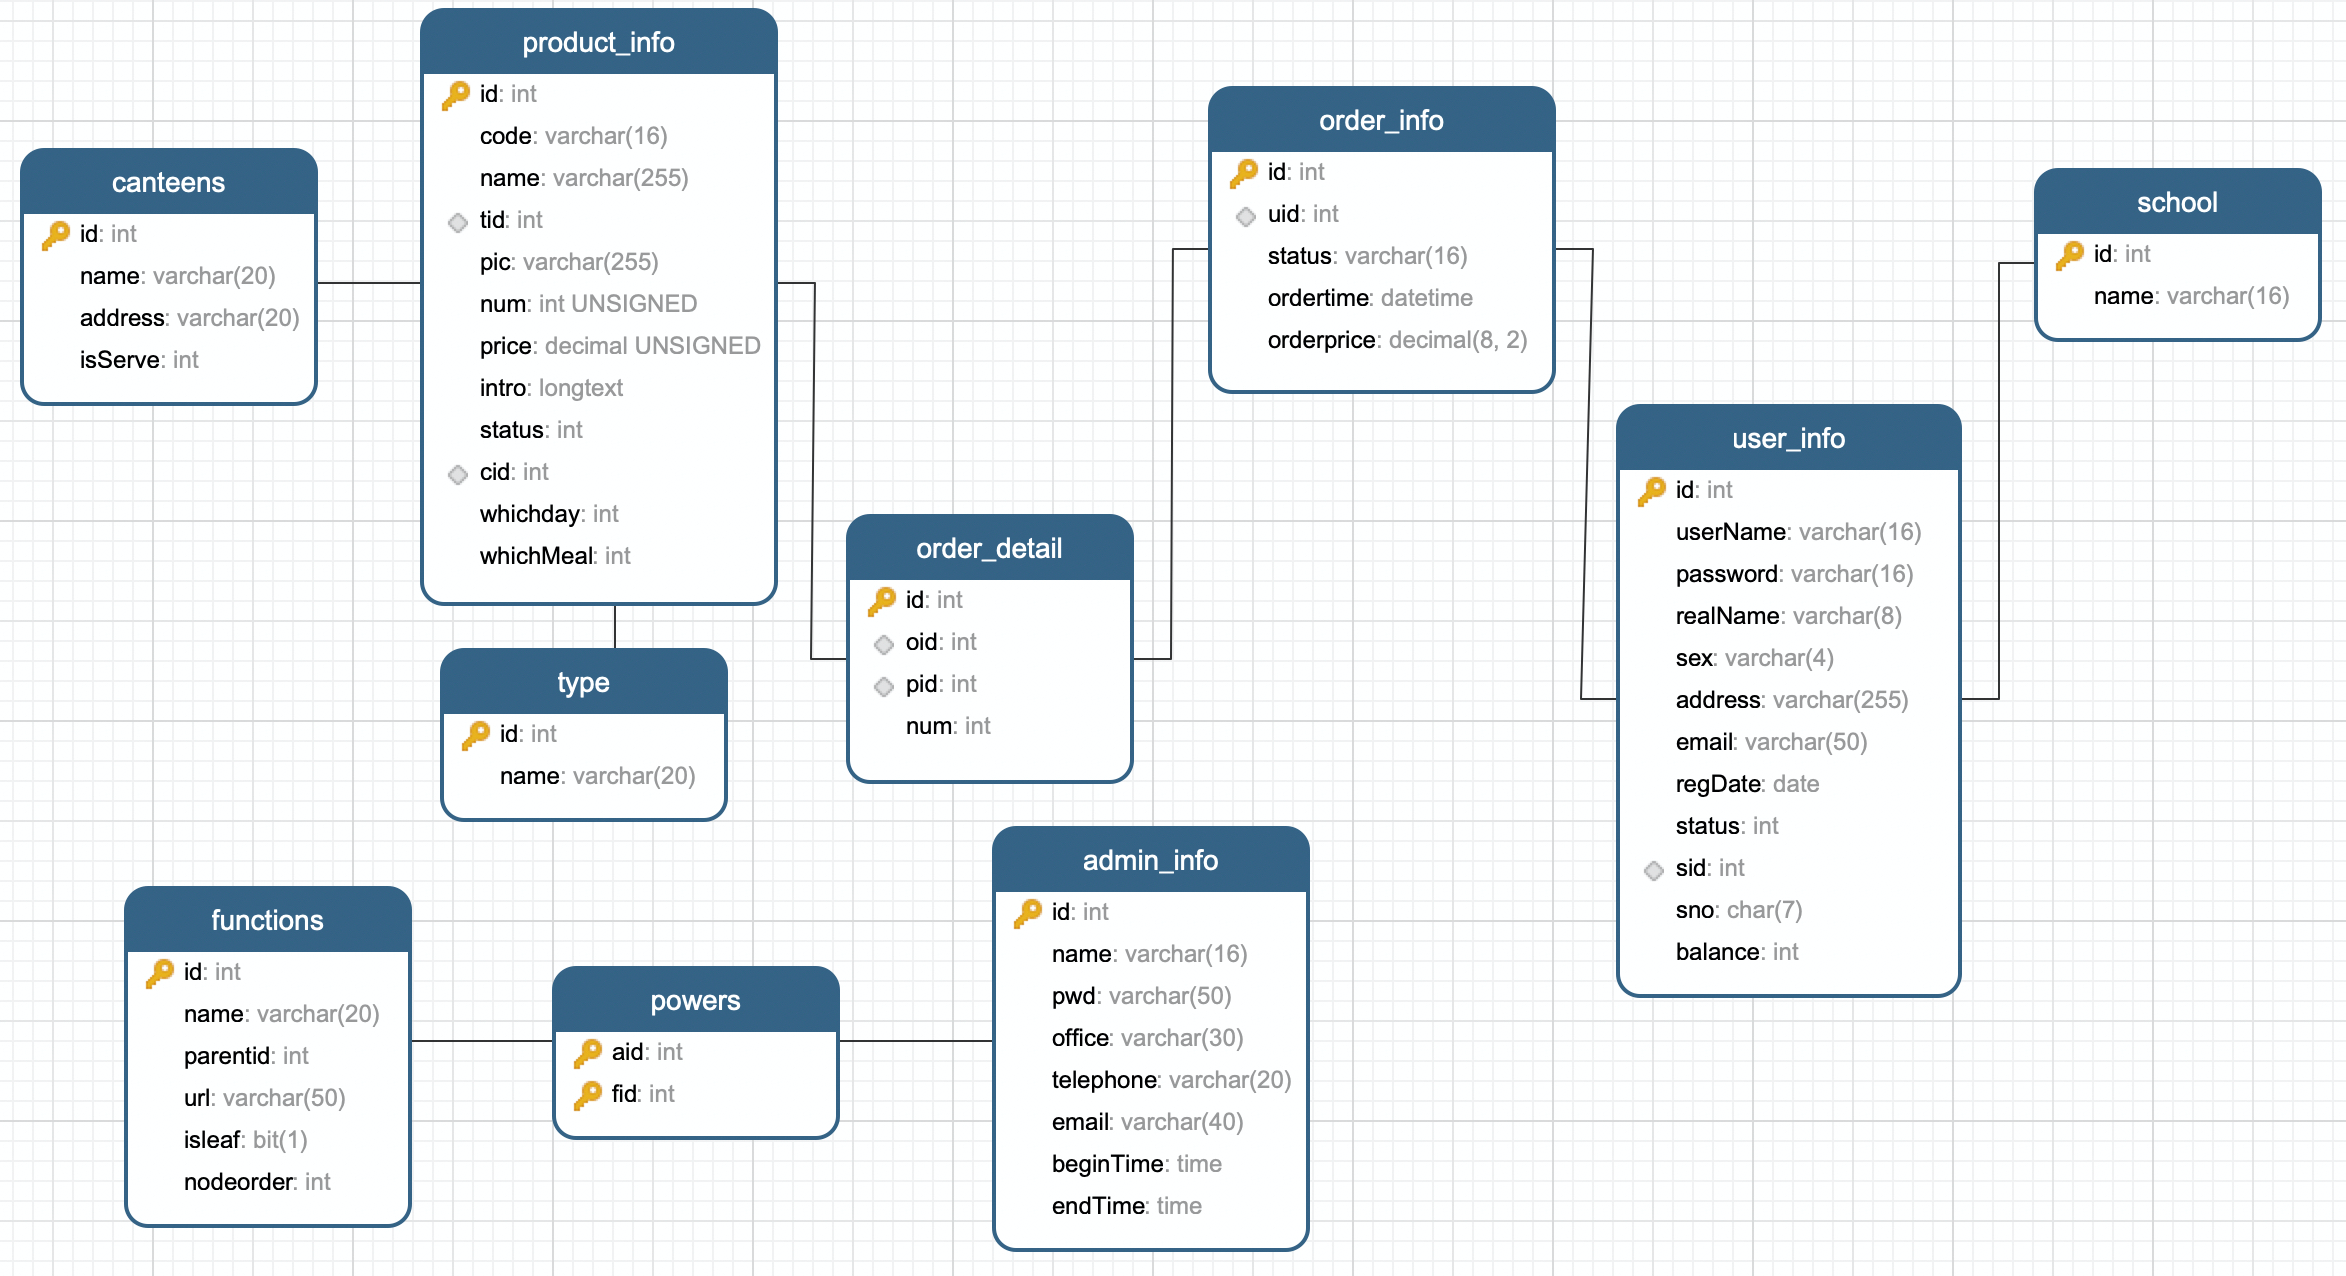 product_info
id: int
code: varchar(16)
name: varchar(255)
tid: int
pic: varchar(255)
num: int UNSIGNED
price: decimal UNSIGNED
intro: longtext
status: int
cid: int
whichday: int
whichMeal: int
canteens
id: int
name: varchar(20)
address: varchar(20)
isServe: int
order_info
id: int
uid: int
status: varchar(16)
ordertime: datetime
orderprice: decimal(8, 2)
school
id: int
name: varchar(16)
user_info
id: int
userName: varchar(16)
password: varchar(16)
realName: varchar(8)
sex: varchar(4)
address: varchar(255)
email: varchar(50)
regDate: date
status: int
sid: int
sno: char(7)
balance: int
order_detail
id: int
oid: int
pid: int
num: int
type
id: int
name: varchar(20)
admin_info
id: int
name: varchar(16)
pwd: varchar(50)
office: varchar(30)
telephone: varchar(20)
email: varchar(40)
beginTime: time
endTime: time
functions
id: int
name: varchar(20)
parentid: int
url: varchar(50)
isleaf: bit(1)
nodeorder: int
powers
aid: int
fid: int